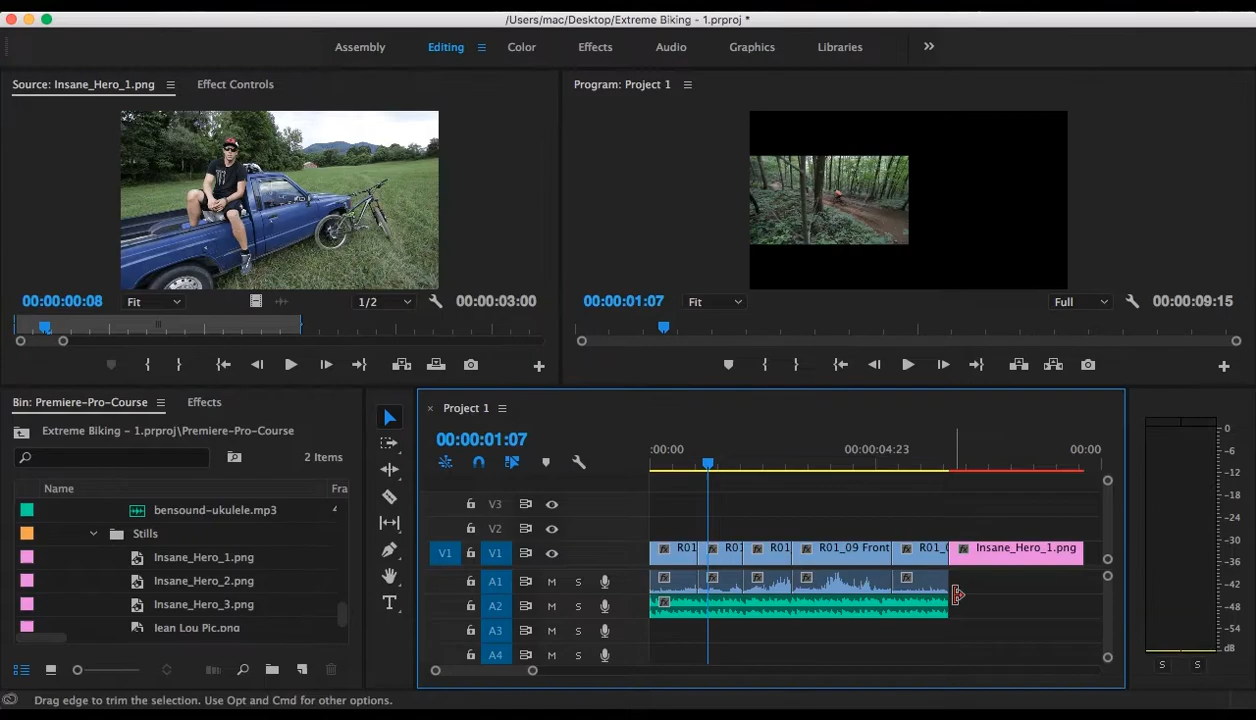 /Users/mac/Desktop/Extreme Biking - 1.prproj *
Assembly Editing Color Effects Audio Graphics Libraries
Source: Insane_Hero_1.png Effect Controls
Program: Project 1
00:00:00:08 Fit 1/2 00:00:03:00
00:00:01:07 Fit Full 00:00:09:15
Bin: Premiere-Pro-Course Effects
Extreme Biking - 1.prproj\Premiere-Pro-Course
2 Items
Name Fra
bensound-ukulele.mp3 4
Stills
Insane_Hero_1.png
Insane_Hero_2.png
Insane_Hero_3.png
Jean Lou Pic.png
Project 1
00:00:01:07
:00:00 00:00:04:23 00:00
V3
V2
V1 V1 R01 R01 R01 R01_09 Front R01_0 Insane_Hero_1.png
A1 M S
A2 M S
A3 M S
A4 M S
0
-6
-12
-18
-24
-30
-36
-42
-48
-54
dB
S S
Drag edge to trim the selection. Use Opt and Cmd for other options.